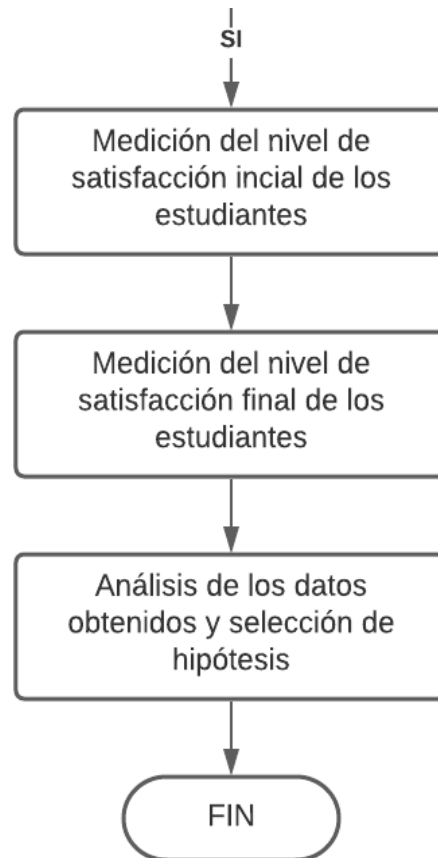 SI
Medición del nivel de
satisfacción incial de los
estudiantes
Medición del nivel de
satisfacción final de los
estudiantes
Análisis de los datos
obtenidos y selección de
hipótesis
FIN